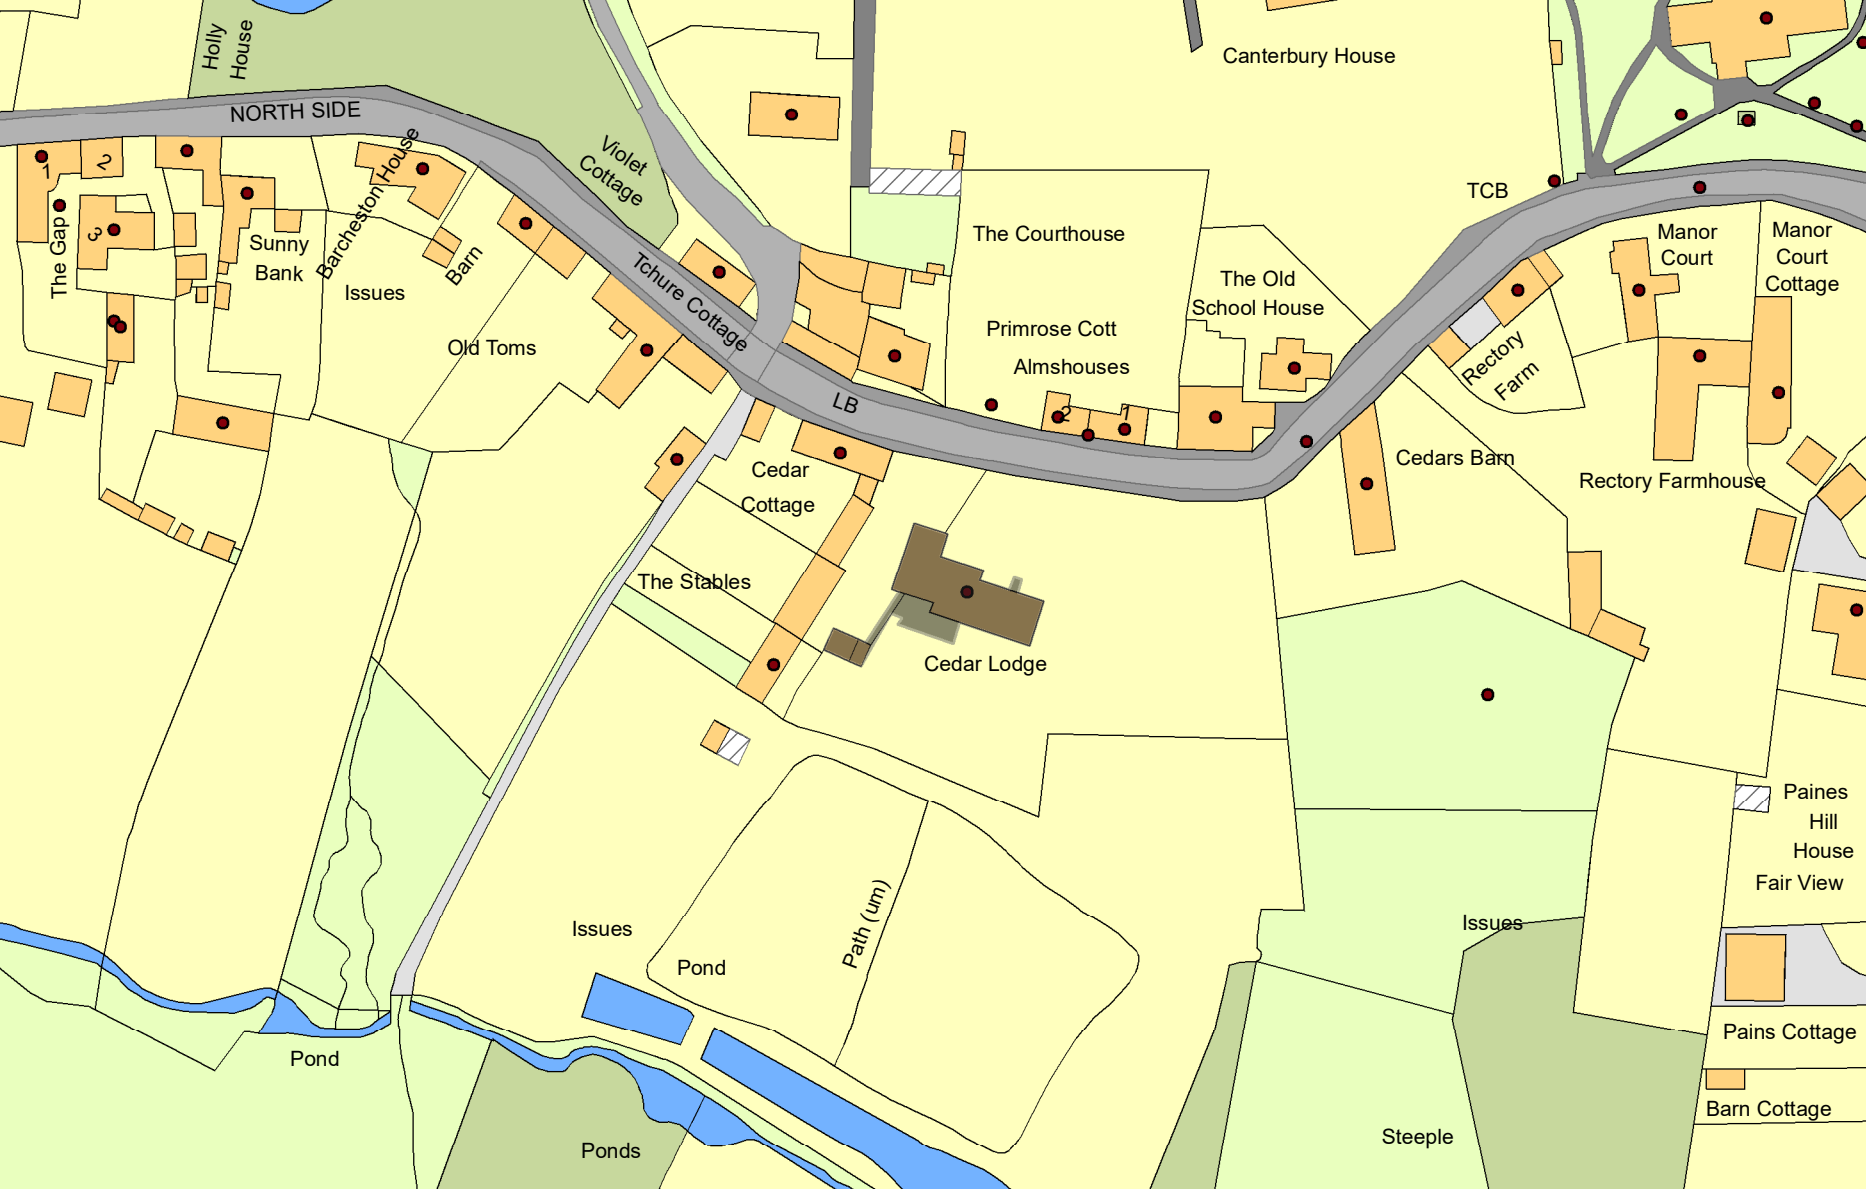 Holly
House
NORTH SIDE
Canterbury House
Violet
Cottage
TCB
1
2
3
The Gap
Sunny
Bank
Barcheston House
Issues
Barn
Old Toms
Tchure Cottage
The Courthouse
The Old
School House
Primrose Cott
Almshouses
2
1
LB
Manor
Court
Manor
Court
Cottage
Rectory
Farm
Cedars Barn
Rectory Farmhouse
Cedar
Cottage
The Stables
Cedar Lodge
Paines
Hill
House
Fair View
Issues
Pond
Path (um)
Issues
Pains Cottage
Pond
Ponds
Steeple
Barn Cottage